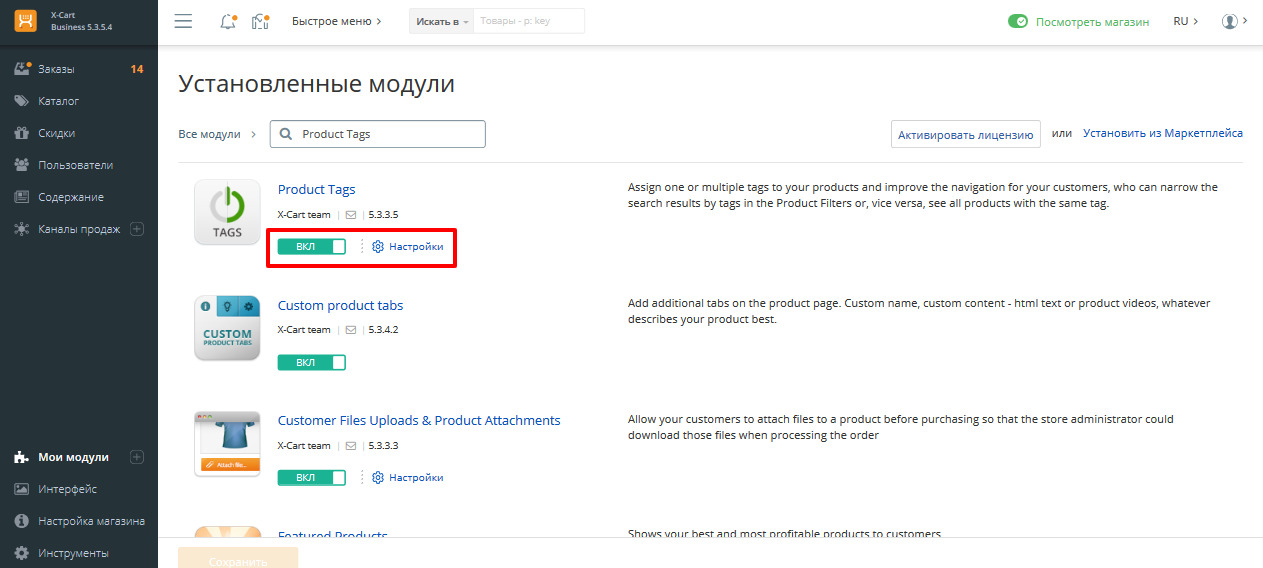 X-Cart
Business 5.3.5.4
Быстрое меню
Искать в
Товары - p: key
Посмотреть магазин
RU
Заказы 14
Каталог
Скидки
Пользователи
Содержание
Каналы продаж
Мои модули
Интерфейс
Настройка магазина
Инструменты
Установленные модули
Все модули
Product Tags
Активировать лицензию
или
Установить из Маркетплейса
TAGS
Product Tags
X-Cart team 5.3.3.5
ВКЛ
Настройки
Assign one or multiple tags to your products and improve the navigation for your customers, who can narrow the
search results by tags in the Product Filters or, vice versa, see all products with the same tag.
CUSTOM
PRODUCT TABS
Custom product tabs
X-Cart team 5.3.4.2
ВКЛ
Add additional tabs on the product page. Custom name, custom content - html text or product videos, whatever
describes your product best.
Attach file...
Customer Files Uploads & Product Attachments
X-Cart team 5.3.3.3
ВКЛ
Настройки
Allow your customers to attach files to a product before purchasing so that the store administrator could
download those files when processing the order
Featured Products
Shows your best and most profitable products to customers
Сохранить